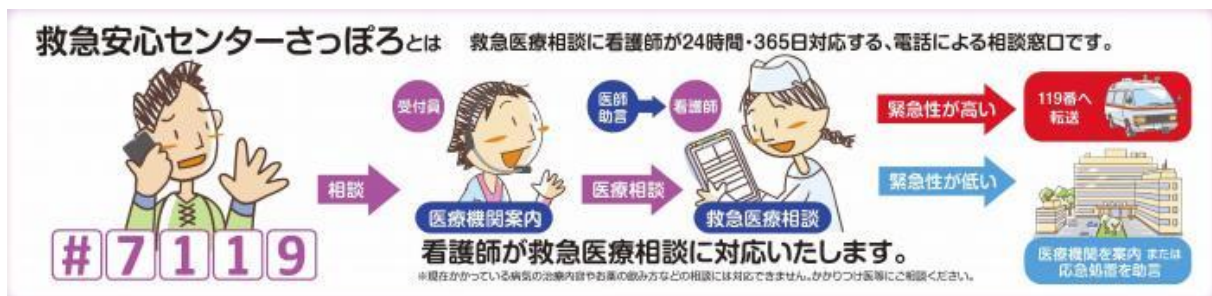 救急安心センターさっぽろとは 救急医療相談に看護師が24時間・365日対応する、電話による相談窓口です。
受付員
医師
助言
看護師
緊急性が高い
119番へ
転送
相談
医療相談
緊急性が低い
医療機関案内
救急医療相談
#7119
看護師が救急医療相談に対応いたします。
※現在かかっている病気の治療内容やお薬の飲み方などの相談には対応できません。かかりつけ医等にご相談ください。
医療機関を案内 または
応急処置を助言